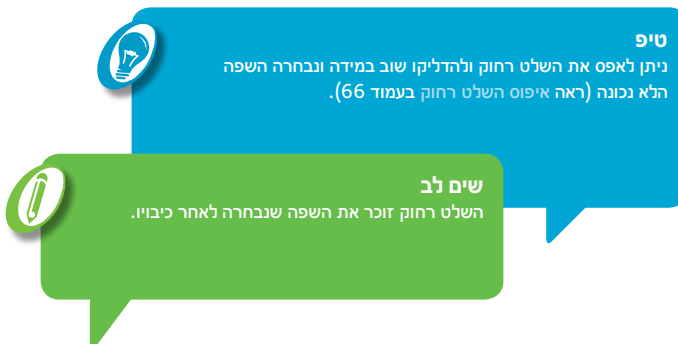 טיפ
ניתן לאפס את השלט רחוק ולהדליקו שוב במידה ונבחרה השפה
הלא נכונה (ראה איפוס השלט רחוק בעמוד 66).
שים לב
השלט רחוק זוכר את השפה שנבחרה לאחר כיבויו.